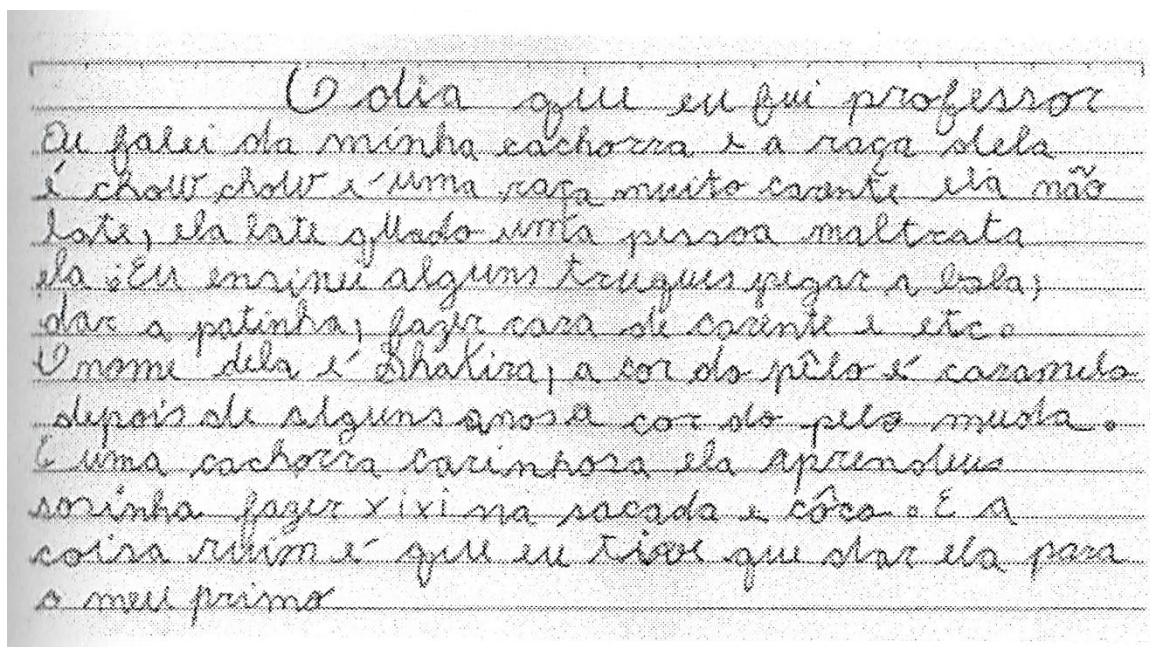 O dia que eu fui professor
Eu falei da minha cachorra e a raça dela
é chow chow é uma raça muito carente ela não
late, ela late quado uma pessoa maltrata
ela. Eu ensinei alguns truques pegar a bola,
dar a patinha, fazer cara de carente e etc.
O nome dela é Shakira, a cor do pêlo é caramelo
depois de alguns anos a cor do pelo muda.
É uma cachorra carinhosa ela aprendeu
sozinha fazer xixi na sacada e côco. E a
coisa ruim é que eu tive que dar ela para
o meu primo